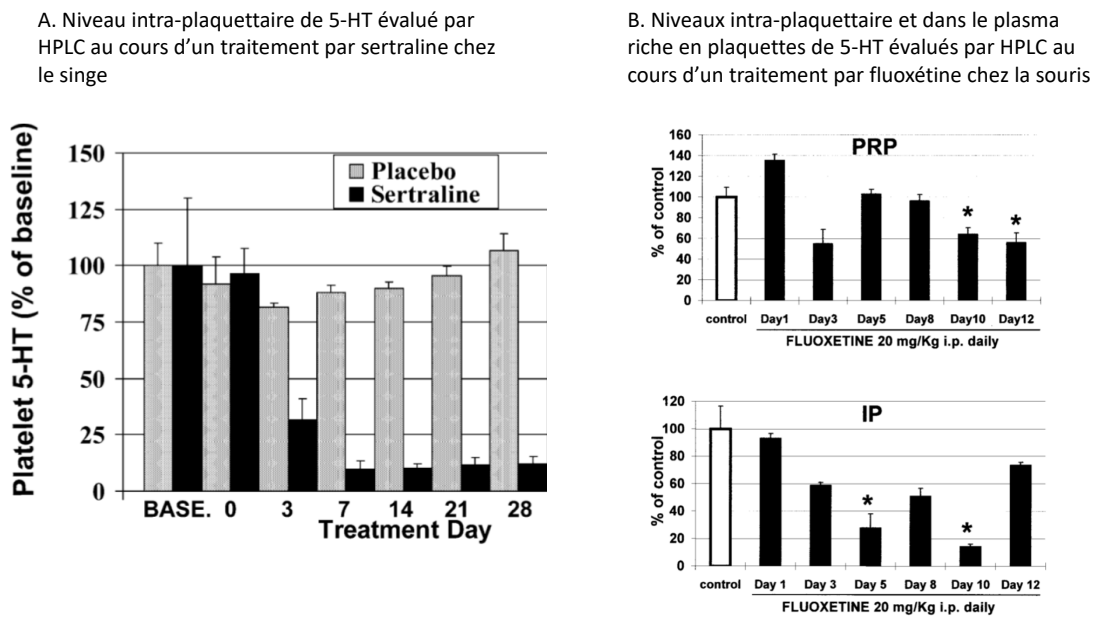 A. Niveau intra-plaquettaire de 5-HT évalué par
HPLC au cours d’un traitement par sertraline chez
le singe
Platelet 5-HT (% of baseline)
150
125
100
75
50
25
0
Placebo
Sertraline
BASE. 0 3 7 14 21 28
Treatment Day
B. Niveaux intra-plaquettaire et dans le plasma
riche en plaquettes de 5-HT évalués par HPLC au
cours d’un traitement par fluoxétine chez la souris
PRP
% of control
160
140
120
100
80
60
40
20
0
* *
control Day1 Day3 Day5 Day8 Day10 Day12
FLUOXETINE 20 mg/Kg i.p. daily
IP
% of control
120
100
80
60
40
20
0
* *
control Day 1 Day 3 Day 5 Day 8 Day 10 Day 12
FLUOXETINE 20 mg/Kg i.p. daily